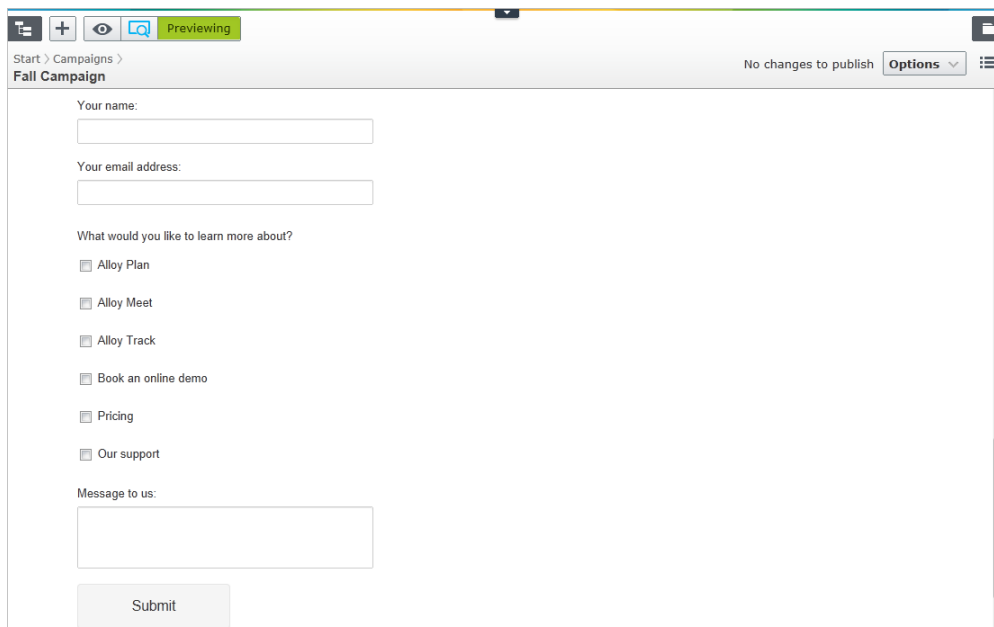 Previewing
Start > Campaigns >
Fall Campaign
No changes to publish
Options
Your name:
Your email address:
What would you like to learn more about?
Alloy Plan
Alloy Meet
Alloy Track
Book an online demo
Pricing
Our support
Message to us:
Submit